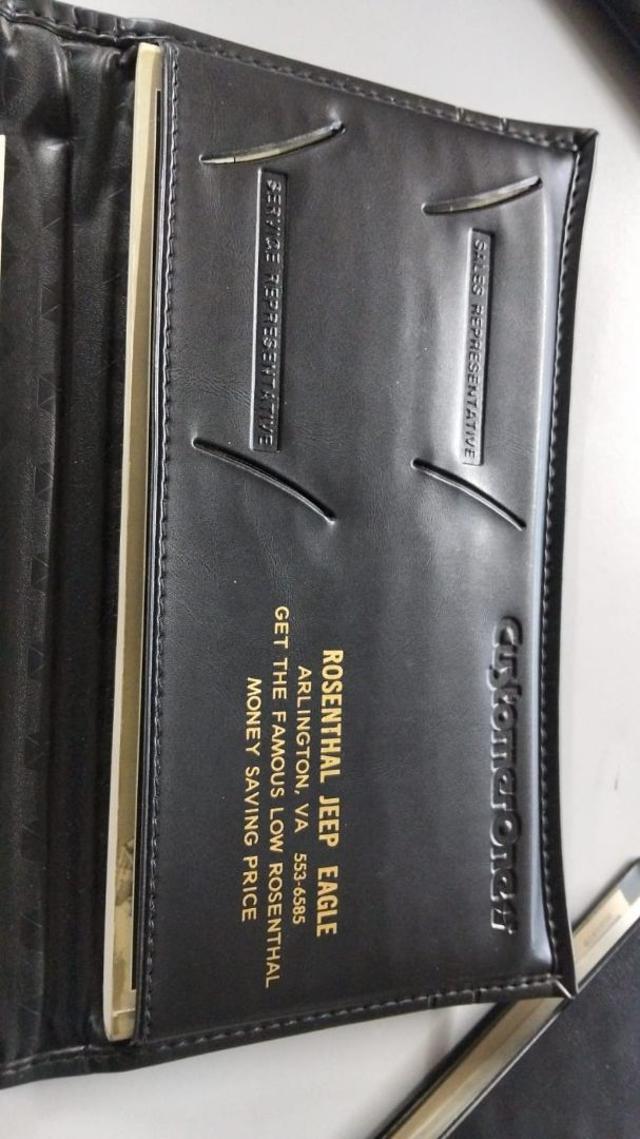 CustomerOne
SALES REPRESENTATIVE
SERVICE REPRESENTATIVE
ROSENTHAL JEEP EAGLE
ARLINGTON, VA 553-6585
GET THE FAMOUS LOW ROSENTHAL
MONEY SAVING PRICE